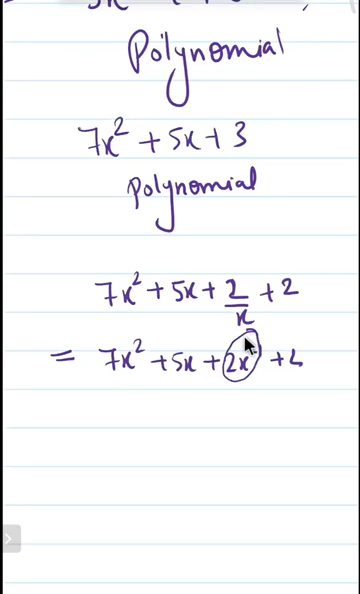 Polynomial
7x² + 5x + 3
polynomial
7x² + 5x + 2/x + 2
= 7x² + 5x + 2x + 2